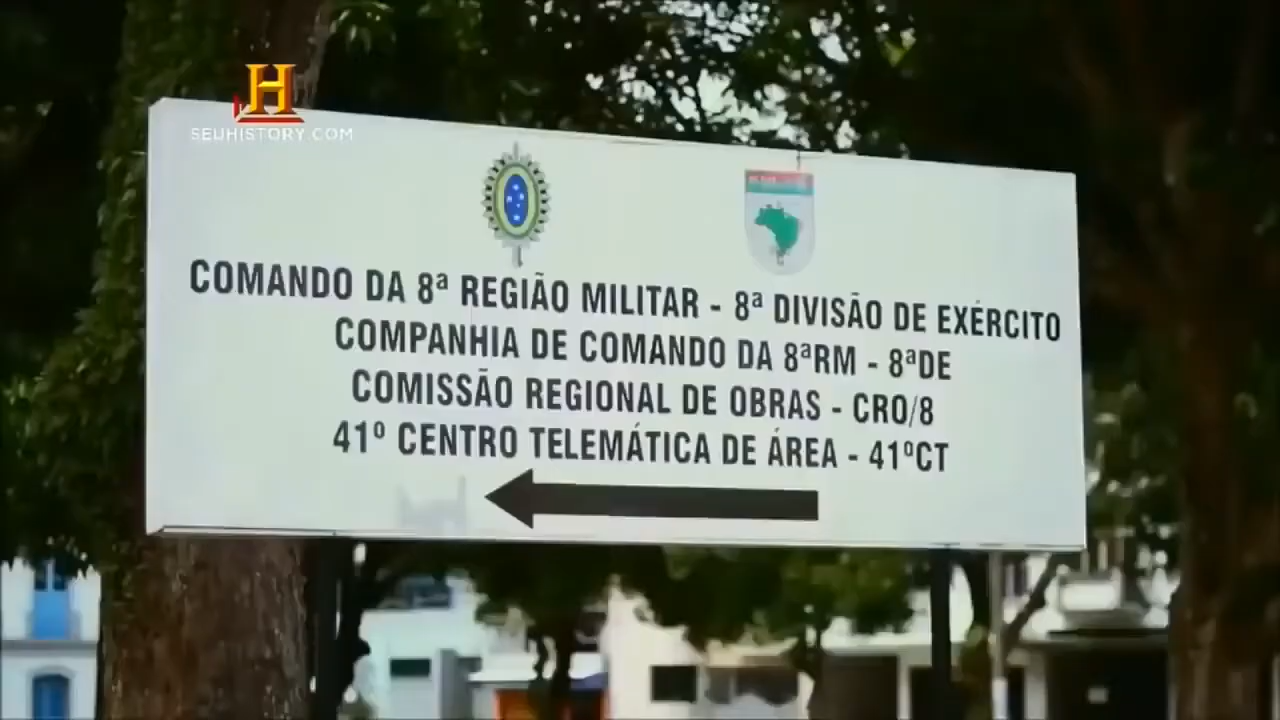 H
SEUHISTORY.COM
COMANDO DA 8ª REGIÃO MILITAR - 8ª DIVISÃO DE EXÉRCITO
COMPANHIA DE COMANDO DA 8ªRM - 8ªDE
COMISSÃO REGIONAL DE OBRAS - CRO/8
41º CENTRO TELEMÁTICA DE ÁREA - 41ºCT